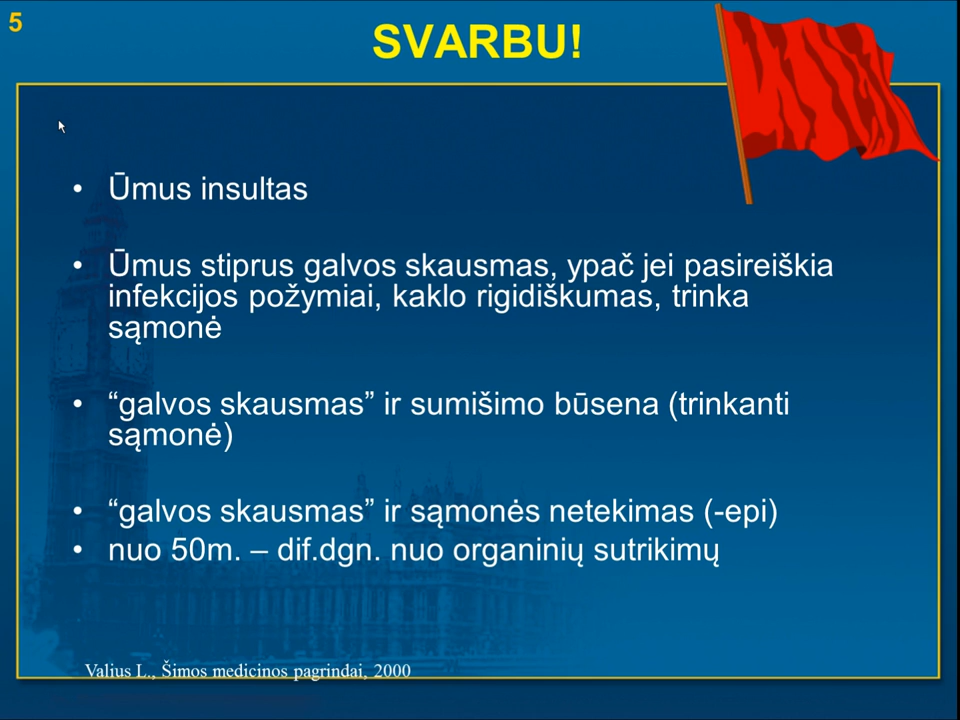 5
SVARBU!
• Ūmus insultas
• Ūmus stiprus galvos skausmas, ypač jei pasireiškia
infekcijos požymiai, kaklo rigidiškumas, trinka
sąmonė
• “galvos skausmas” ir sumišimo būsena (trinkanti
sąmonė)
• “galvos skausmas” ir sąmonės netekimas (-epi)
• nuo 50m. – dif.dgn. nuo organinių sutrikimų
Valius L., Šimos medicinos pagrindai, 2000